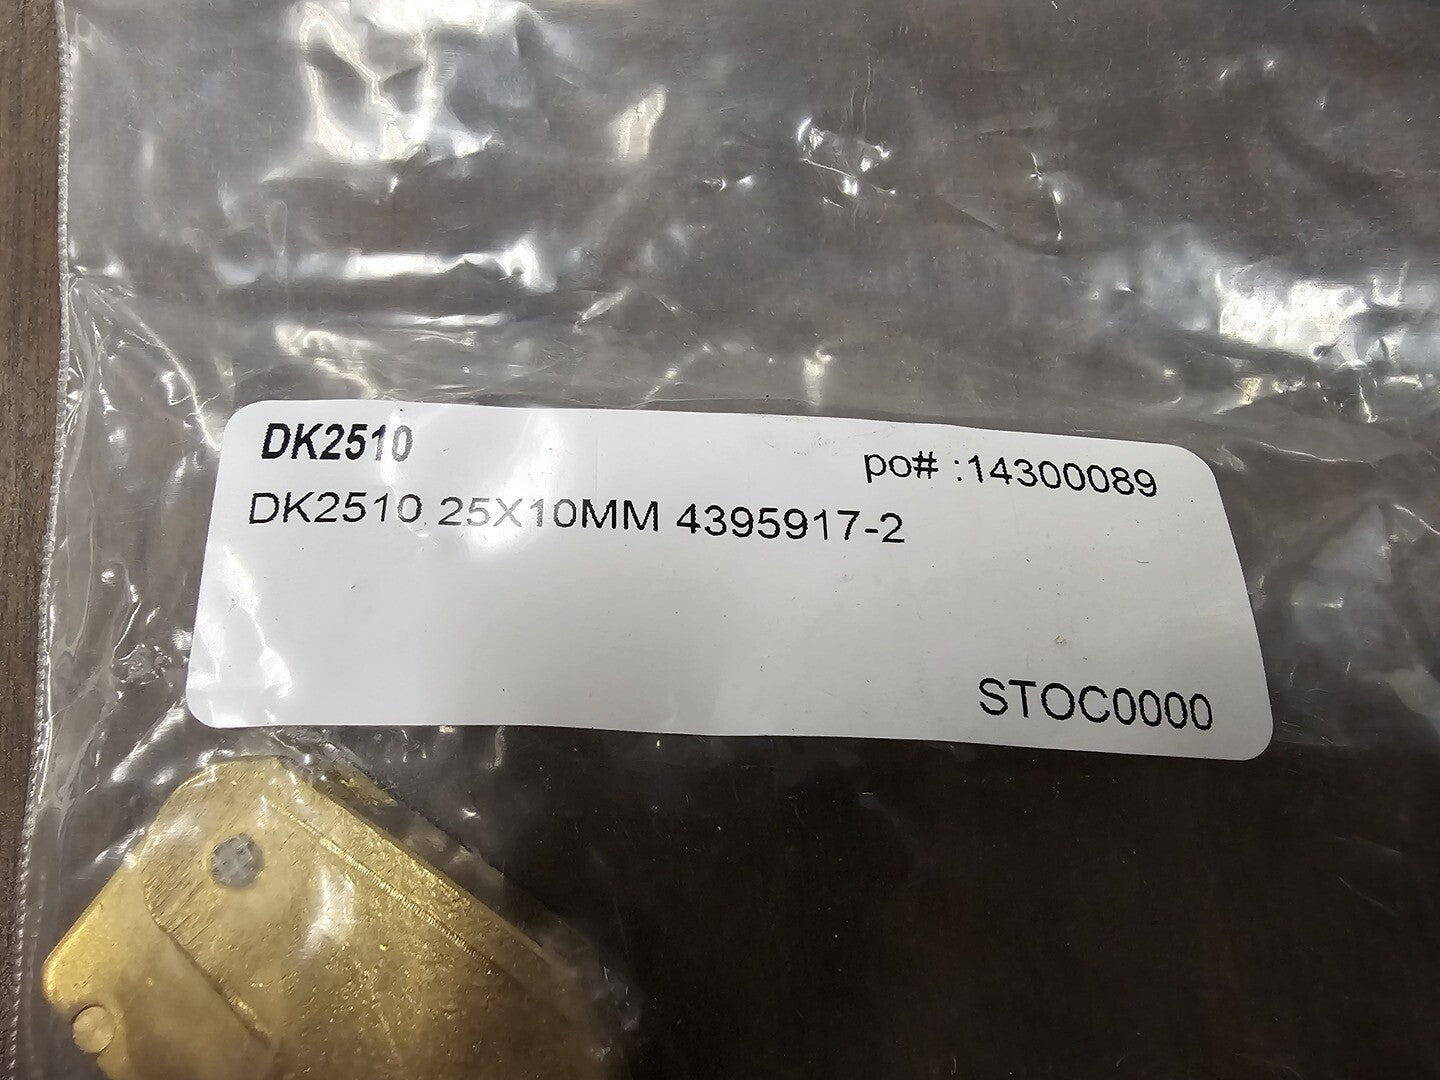 DK2510
po# :14300089
DK2510 25X10MM 4395917-2
STOC0000